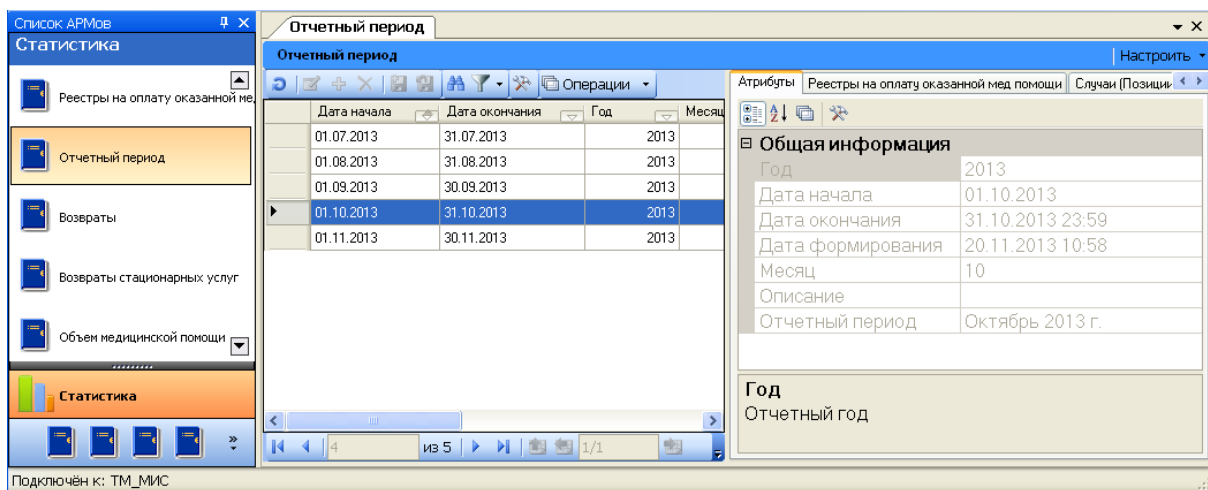 Список АРМов
Статистика
Реестры на оплату оказанной ме
Отчетный период
Возвраты
Возвраты стационарных услуг
Объем медицинской помощи
Статистика
Отчетный период
Отчетный период
Настроить
Операции
Дата начала Дата окончания Год Месяц
01.07.2013 31.07.2013 2013
01.08.2013 31.08.2013 2013
01.09.2013 30.09.2013 2013
01.10.2013 31.10.2013 2013
01.11.2013 30.11.2013 2013
4 из 5 1/1
Атрибуты Реестры на оплату оказанной мед помощи Случаи (Позиции
Общая информация
Год 2013
Дата начала 01.10.2013
Дата окончания 31.10.2013 23:59
Дата формирования 20.11.2013 10:58
Месяц 10
Описание
Отчетный период Октябрь 2013 г.
Год
Отчетный год
Подключён к: ТМ_МИС